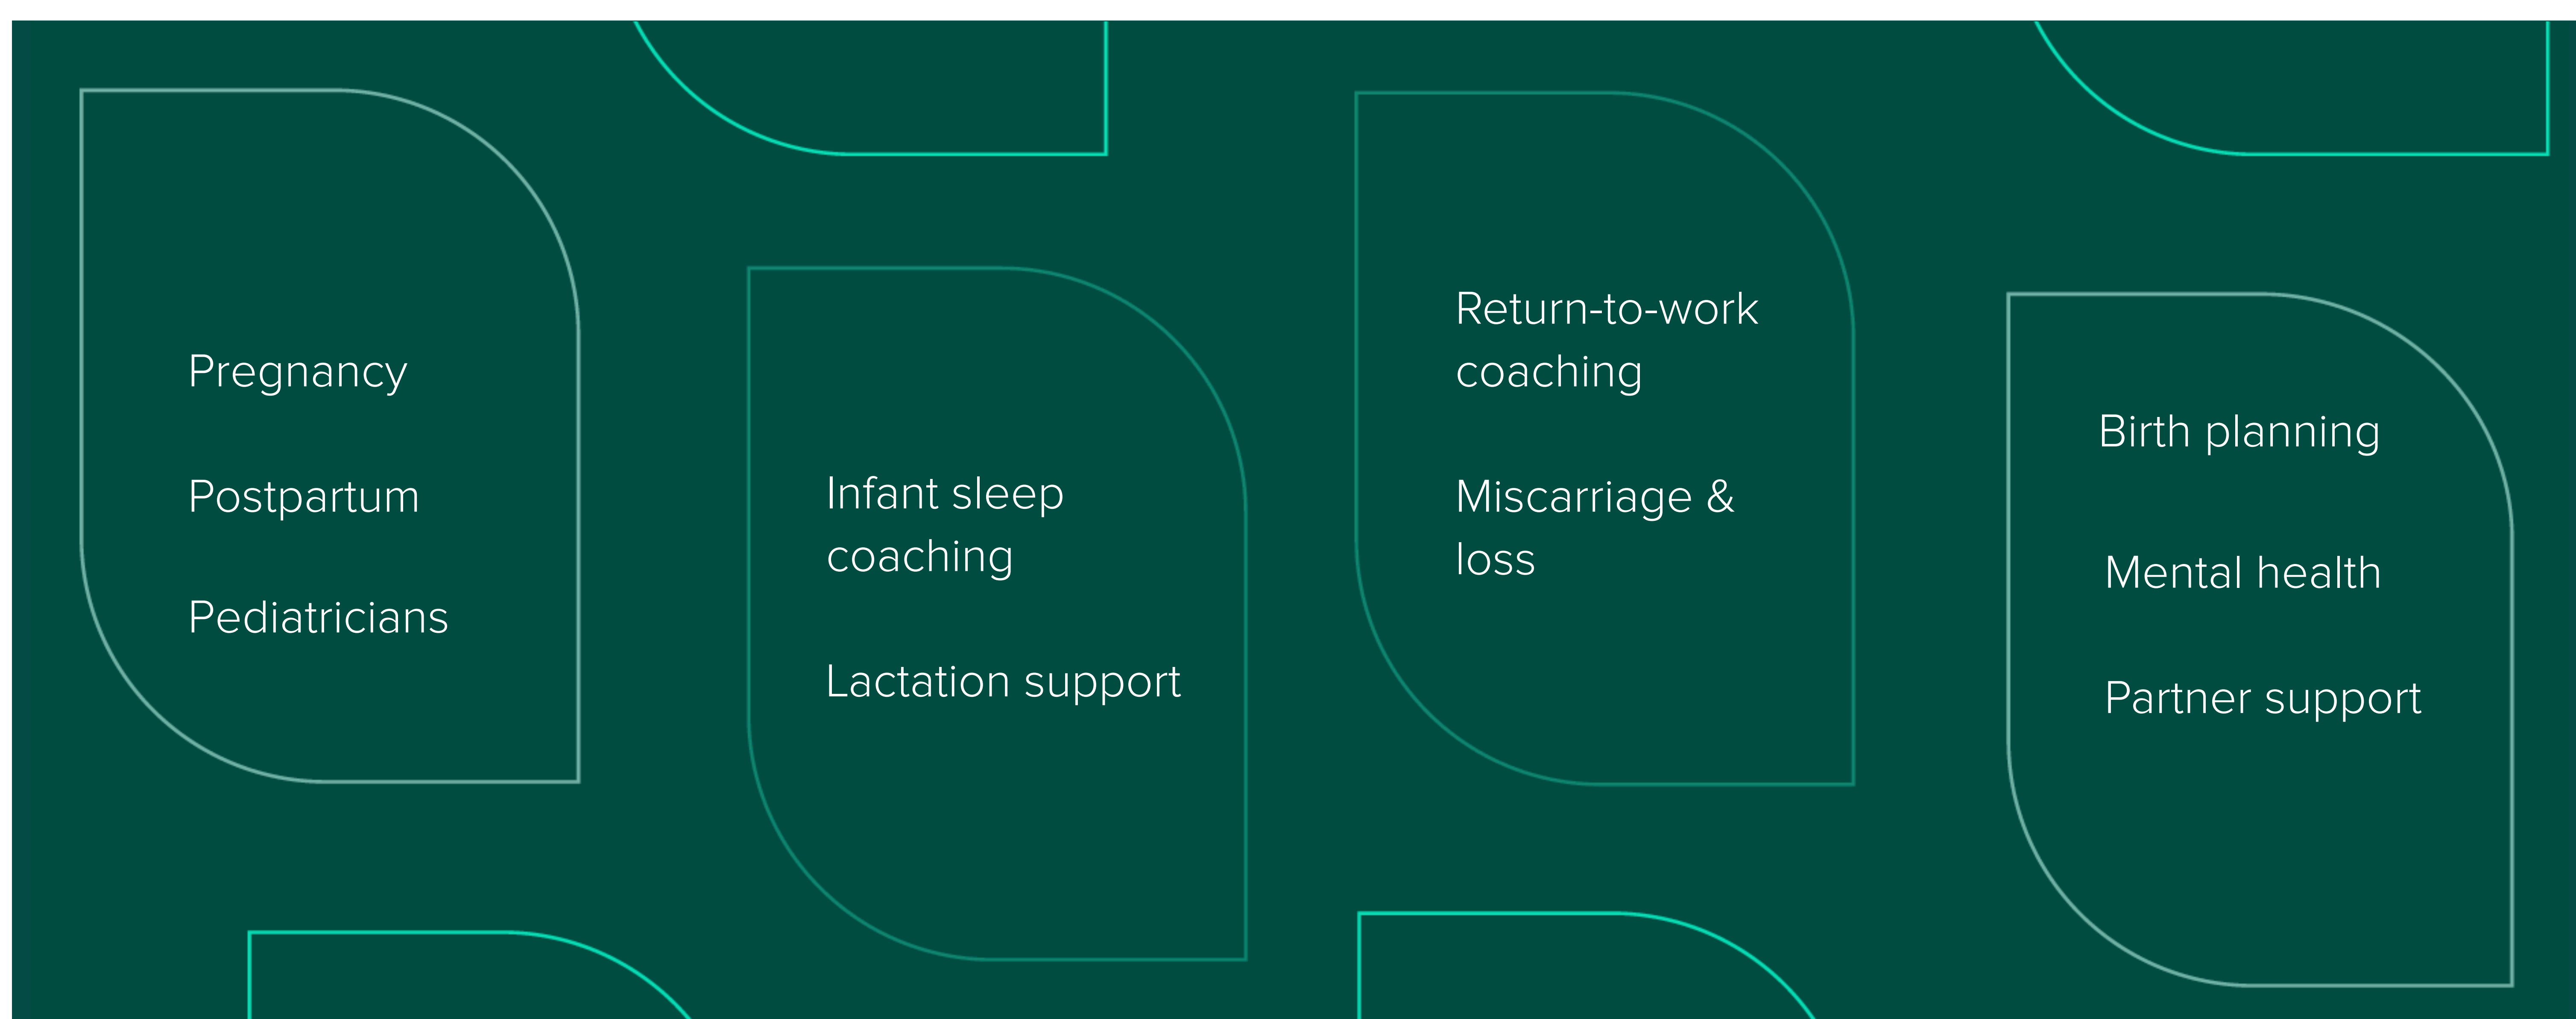 Pregnancy
Postpartum
Pediatricians
Infant sleep
coaching
Lactation support
Return-to-work
coaching
Miscarriage &
loss
Birth planning
Mental health
Partner support